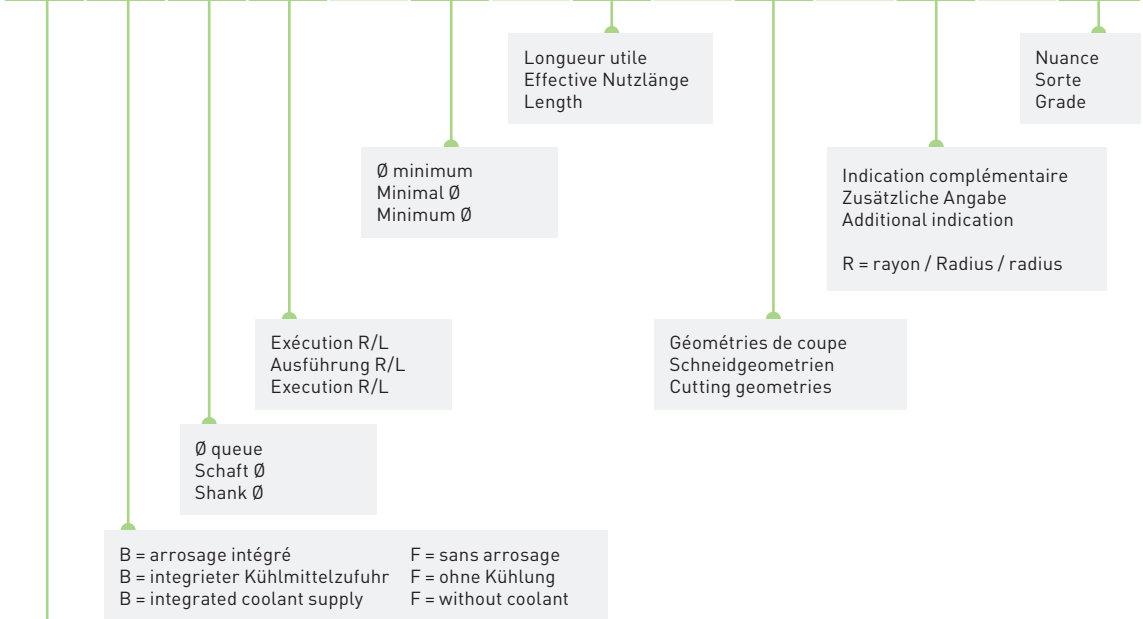 Longueur utile
Effective Nutzlänge
Length
Nuance
Sorte
Grade
Ø minimum
Minimal Ø
Minimum Ø
Indication complémentaire
Zusätzliche Angabe
Additional indication
R = rayon / Radius / radius
Exécution R/L
Ausführung R/L
Execution R/L
Géométries de coupe
Schneidgeometrien
Cutting geometries
Ø queue
Schaft Ø
Shank Ø
B = arrosage intégré F = sans arrosage
B = integrierter Kühlmittelzufuhr F = ohne Kühlung
B = integrated coolant supply F = without coolant